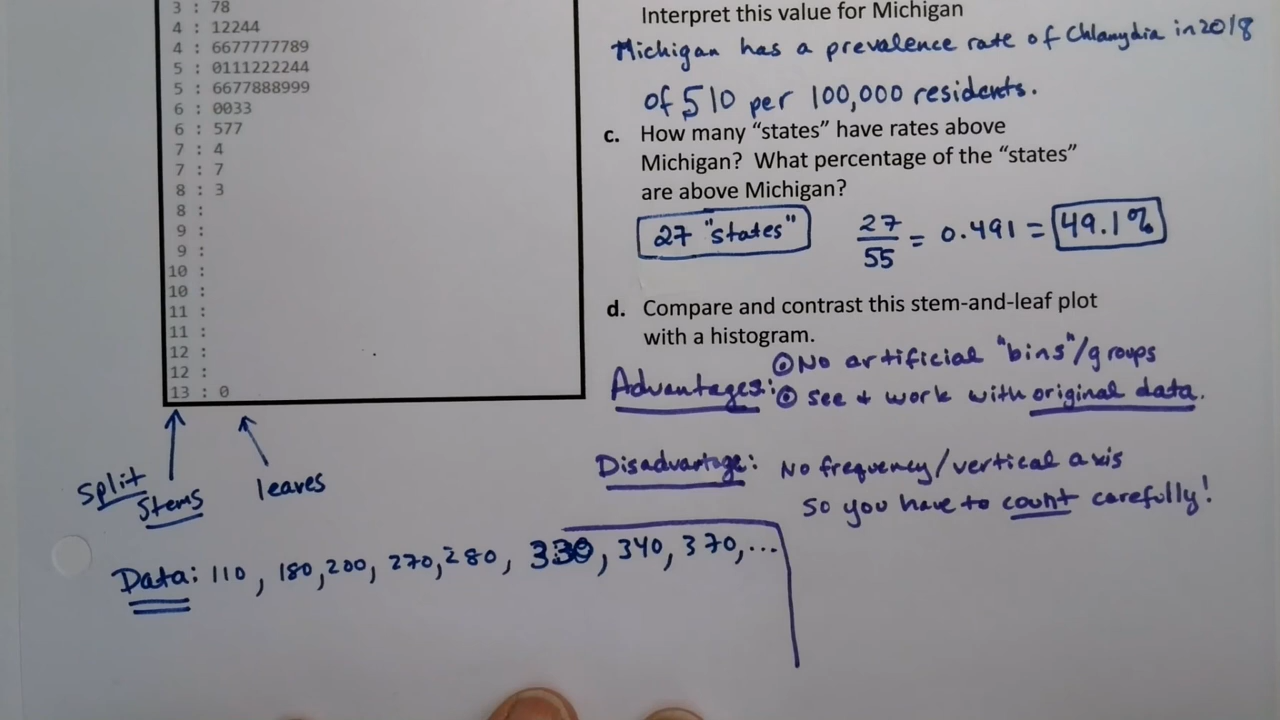 3 : 78
4 : 12244
4 : 6677777789
5 : 0111222244
5 : 6677888999
6 : 0033
6 : 577
7 : 4
7 : 7
8 : 3
8 :
9 :
9 :
10 :
10 :
11 :
11 :
12 :
12 :
13 : 0
split
stems
leaves
Interpret this value for Michigan
Michigan has a prevalence rate of Chlamydia in 2018
of 510 per 100,000 residents.
c. How many “states” have rates above
Michigan? What percentage of the “states”
are above Michigan?
27 "states" 27/55 = 0.491 = 49.1%
d. Compare and contrast this stem-and-leaf plot
with a histogram.
Advantages: ⊙ No artificial "bins"/groups
⊙ See + work with original data.
Disadvantage: No frequency/vertical axis
so you have to count carefully!
Data: 110, 180, 200, 270, 280, 330, 340, 370, ...